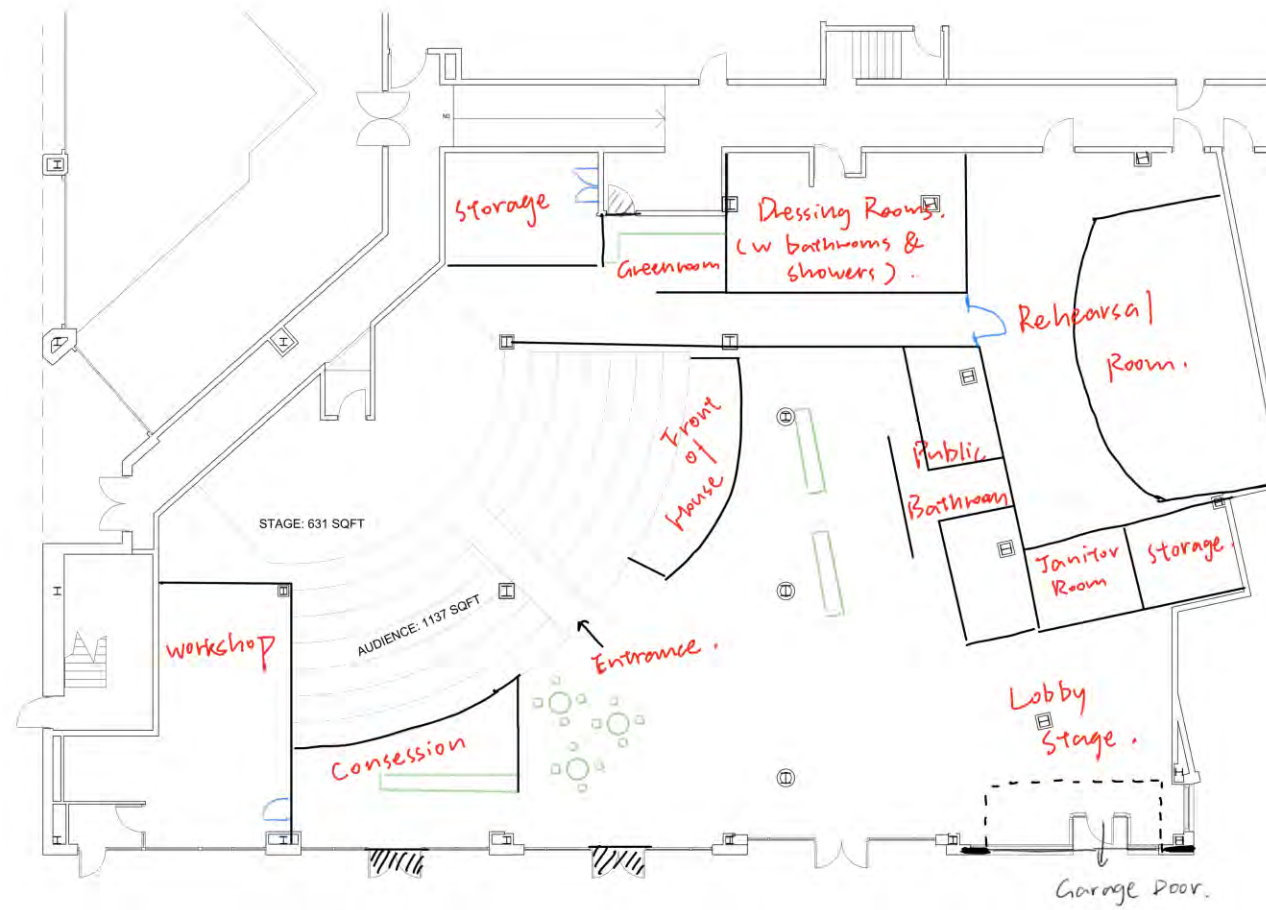 Storage
Greenroom
Dressing Rooms.
(w bathrooms &
showers).
Rehearsal
Room.
Front
of
House
Public
Bathroom
STAGE: 631 SQFT
AUDIENCE: 1137 SQFT
Janitor
Room
Storage.
workshop
Entrance.
Consession
Lobby
Stage.
Garage Door.